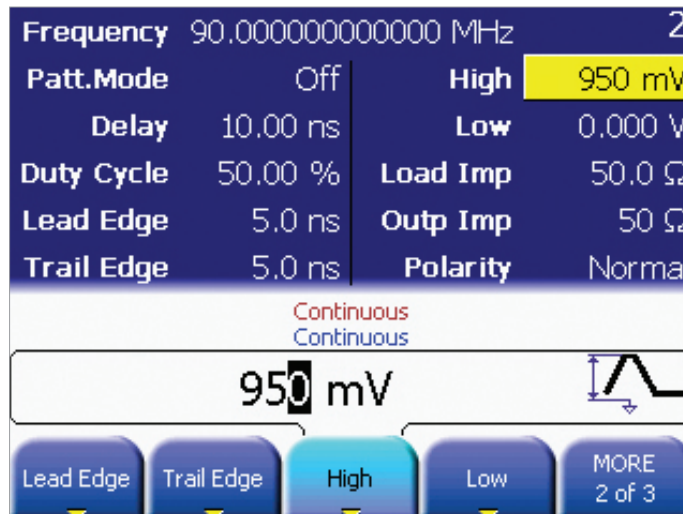 Frequency 90.000000000000 MHz 2
Patt.Mode Off High 950 mV
Delay 10.00 ns Low 0.000 V
Duty Cycle 50.00 % Load Imp 50.0 Ω
Lead Edge 5.0 ns Outp Imp 50 Ω
Trail Edge 5.0 ns Polarity Norma
Continuous
Continuous
950 mV
Lead Edge Trail Edge High Low MORE
2 of 3